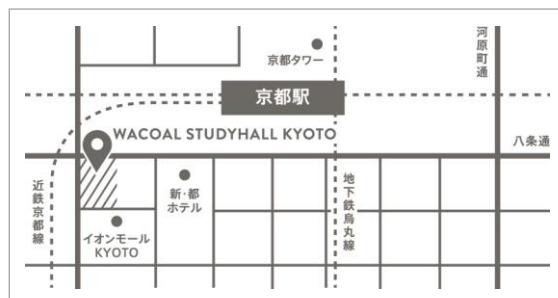 河原町通
京都タワー
京都駅
WACOAL STUDYHALL KYOTO
八条通
新・都
ホテル
近鉄京都線
地下鉄烏丸線
イオンモール
KYOTO